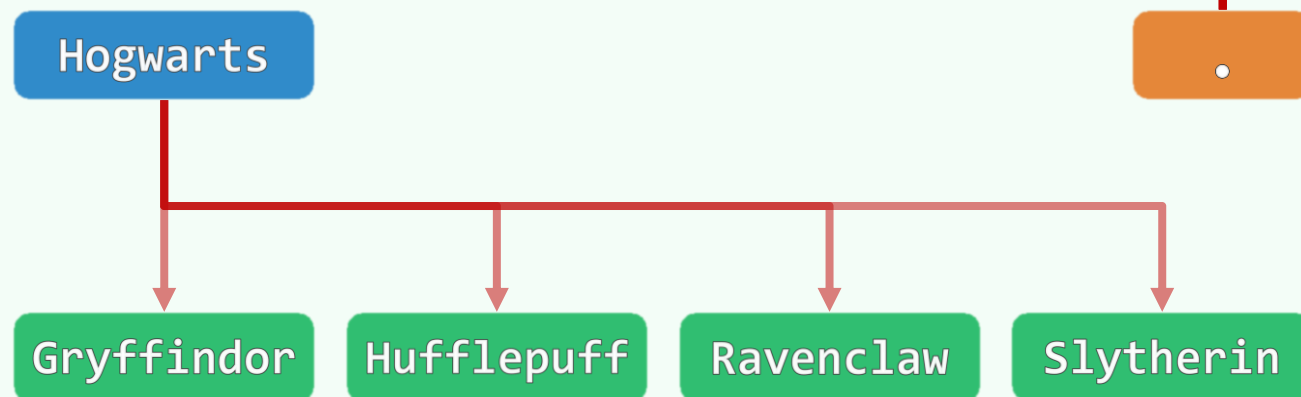 Hogwarts
.
Gryffindor
Hufflepuff
Ravenclaw
Slytherin